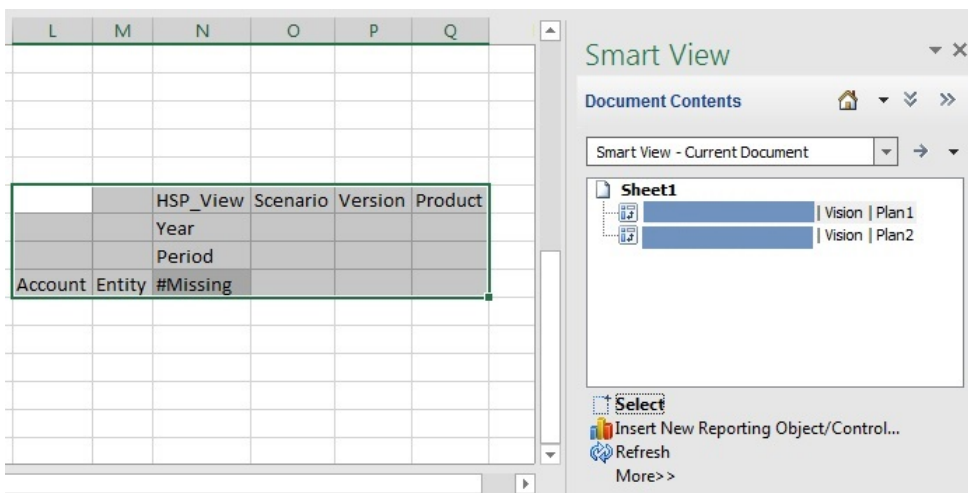 L M N O P Q
HSP_View Scenario Version Product
Year
Period
Account Entity #Missing
Smart View
Document Contents
Smart View - Current Document
Sheet1
| Vision | Plan1
| Vision | Plan2
Select
Insert New Reporting Object/Control...
Refresh
More>>